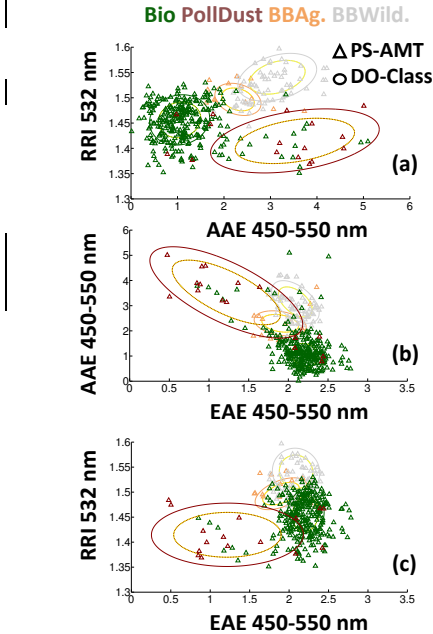 Bio PollDust BBAg. BBWild.
PS-AMT
DO-Class
RRI 532 nm
1.6
1.55
1.5
1.45
1.4
1.35
1.3
0 1 2 3 4 5 6
(a)
AAE 450-550 nm
AAE 450-550 nm
6
5
4
3
2
1
0
0 0.5 1 1.5 2 2.5 3 3.5
(b)
EAE 450-550 nm
RRI 532 nm
1.6
1.55
1.5
1.45
1.4
1.35
1.3
0 0.5 1 1.5 2 2.5 3 3.5
(c)
EAE 450-550 nm